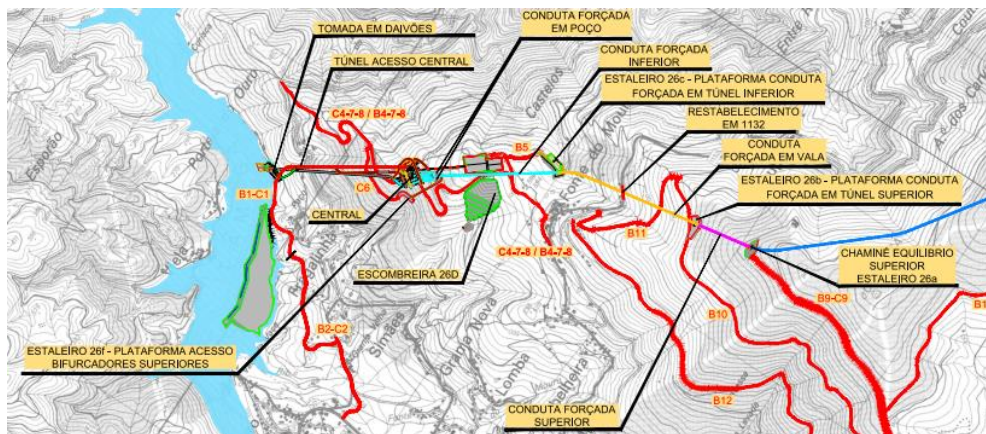 CONDUTA FORÇADA
EM POÇO
TOMADA EM DAIVÕES
CONDUTA FORÇADA
INFERIOR
TÚNEL ACESSO CENTRAL
ESTALEIRO 26c - PLATAFORMA CONDUTA
FORÇADA EM TÚNEL INFERIOR
RESTABELECIMENTO
EM 1132
C4-7-8 / B4-7-8
B5
CONDUTA
FORÇADA EM VALA
C6
B1-C1
ESTALEIRO 26b - PLATAFORMA CONDUTA
FORÇADA EM TÚNEL SUPERIOR
CENTRAL
B11
C4-7-8 / B4-7-8
CHAMINÉ EQUILÍBRIO
SUPERIOR
ESTALEIRO 26a
ESCOMBREIRA 26D
B9-C9
B10
B1
B2-C2
ESTALEIRO 26f - PLATAFORMA ACESSO
BIFURCADORES SUPERIORES
B12
CONDUTA FORÇADA
SUPERIOR
Ouro
Castelos
Simães
Granja Nova
Lomba